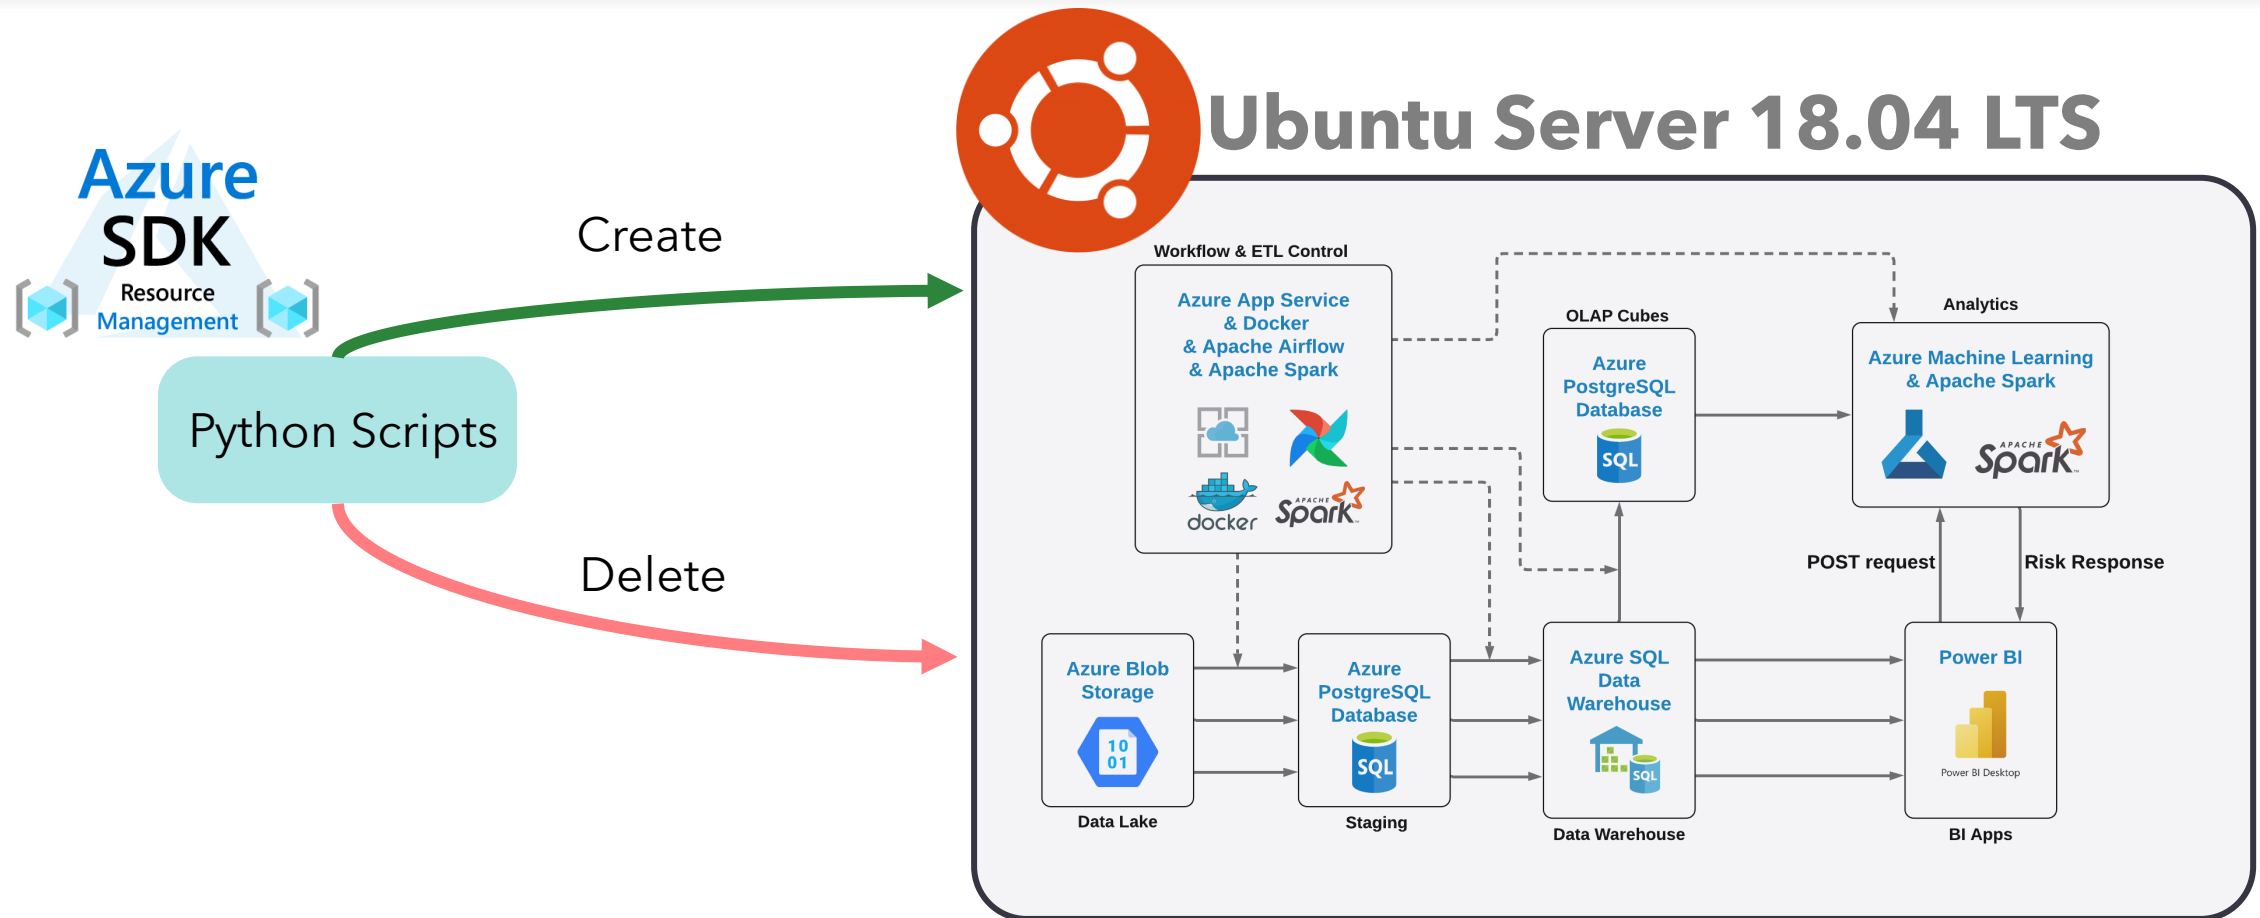 Ubuntu Server 18.04 LTS
Azure
SDK
Resource
Management
Create
Python Scripts
Delete
Workflow & ETL Control
Azure App Service
& Docker
& Apache Airflow
& Apache Spark
docker
APACHE
Spark
TM
OLAP Cubes
Azure
PostgreSQL
Database
SQL
Analytics
Azure Machine Learning
& Apache Spark
APACHE
Spark
TM
POST request
Risk Response
Azure Blob
Storage
10
01
Data Lake
Azure
PostgreSQL
Database
SQL
Staging
Azure SQL
Data
Warehouse
SQL
Data Warehouse
Power BI
Power BI Desktop
BI Apps